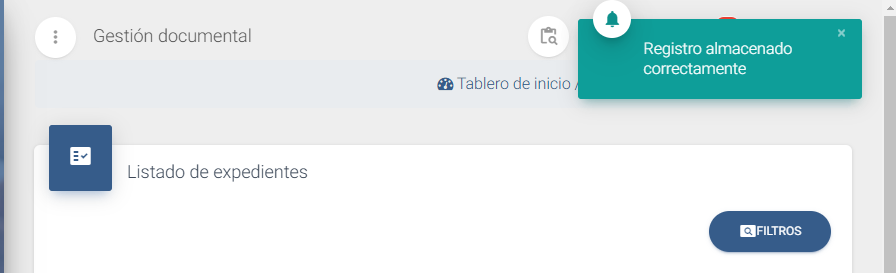 Gestión documental
Registro almacenado
correctamente
×
Tablero de inicio /
Listado de expedientes
FILTROS